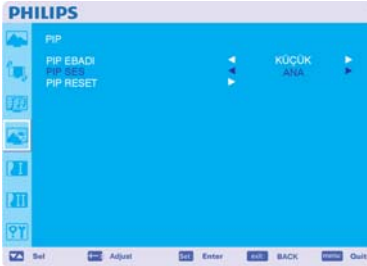 PHILIPS
PIP
PIP EBADI ◄ KÜÇÜK ►
PIP SES ◄ ANA ►
PIP RESET ►
Sel Adjust Set Enter exit BACK menu Quit